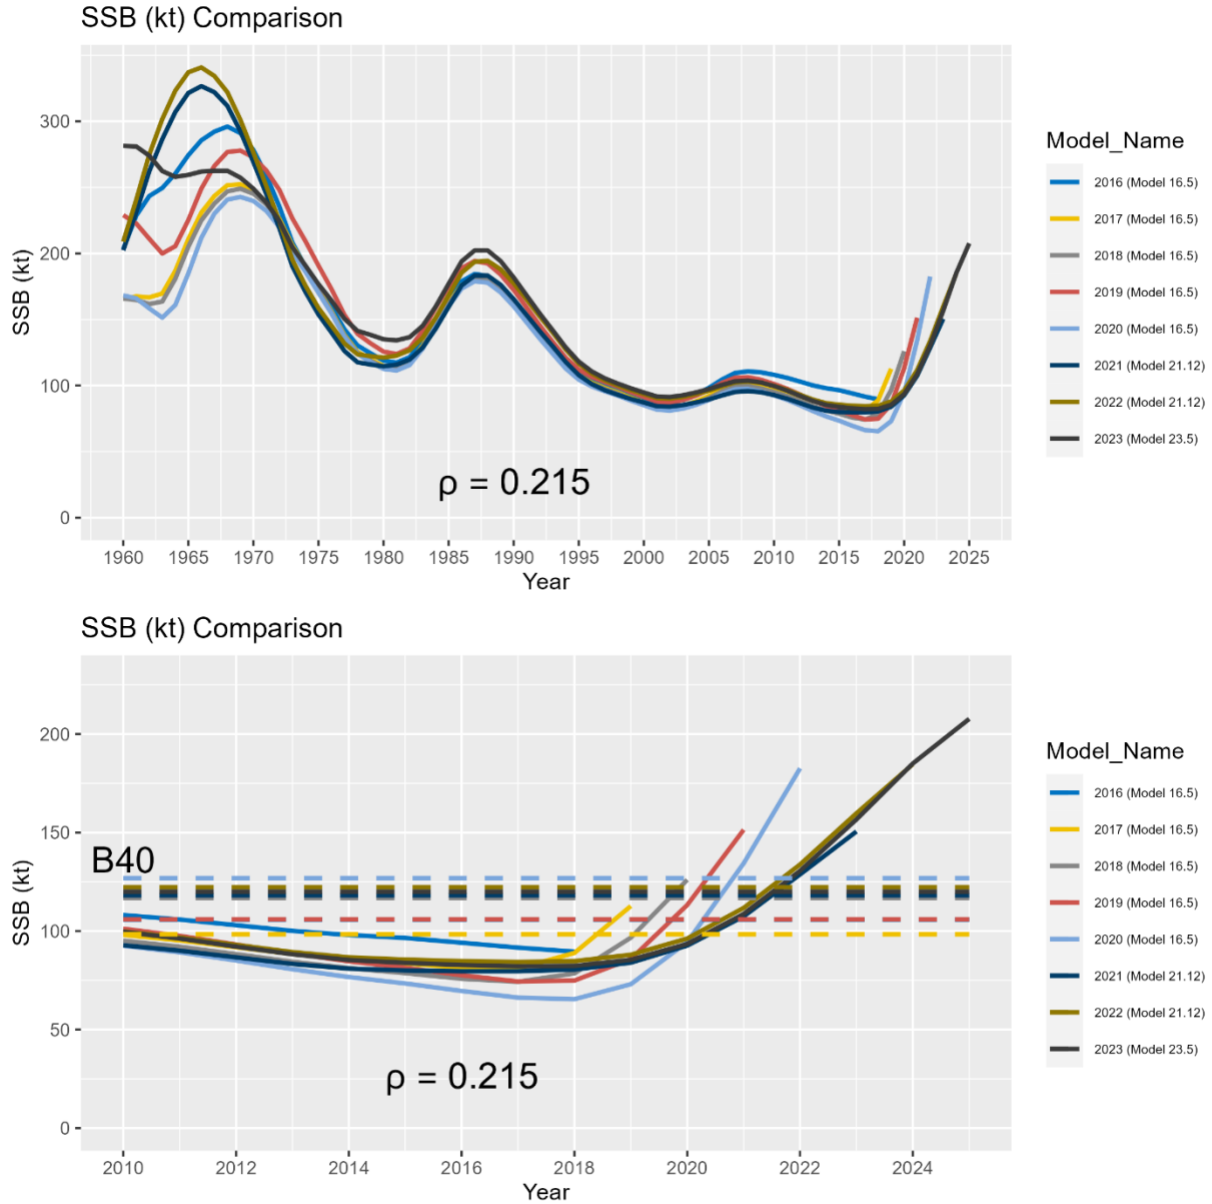 SSB (kt) Comparison
SSB (kt)
300
200
100
0
ρ = 0.215
1960 1965 1970 1975 1980 1985 1990 1995 2000 2005 2010 2015 2020 2025
Year
Model_Name
2016 (Model 16.5)
2017 (Model 16.5)
2018 (Model 16.5)
2019 (Model 16.5)
2020 (Model 16.5)
2021 (Model 21.12)
2022 (Model 21.12)
2023 (Model 23.5)
SSB (kt) Comparison
SSB (kt)
200
150
100
50
0
B40
ρ = 0.215
2010 2012 2014 2016 2018 2020 2022 2024
Year
Model_Name
2016 (Model 16.5)
2017 (Model 16.5)
2018 (Model 16.5)
2019 (Model 16.5)
2020 (Model 16.5)
2021 (Model 21.12)
2022 (Model 21.12)
2023 (Model 23.5)